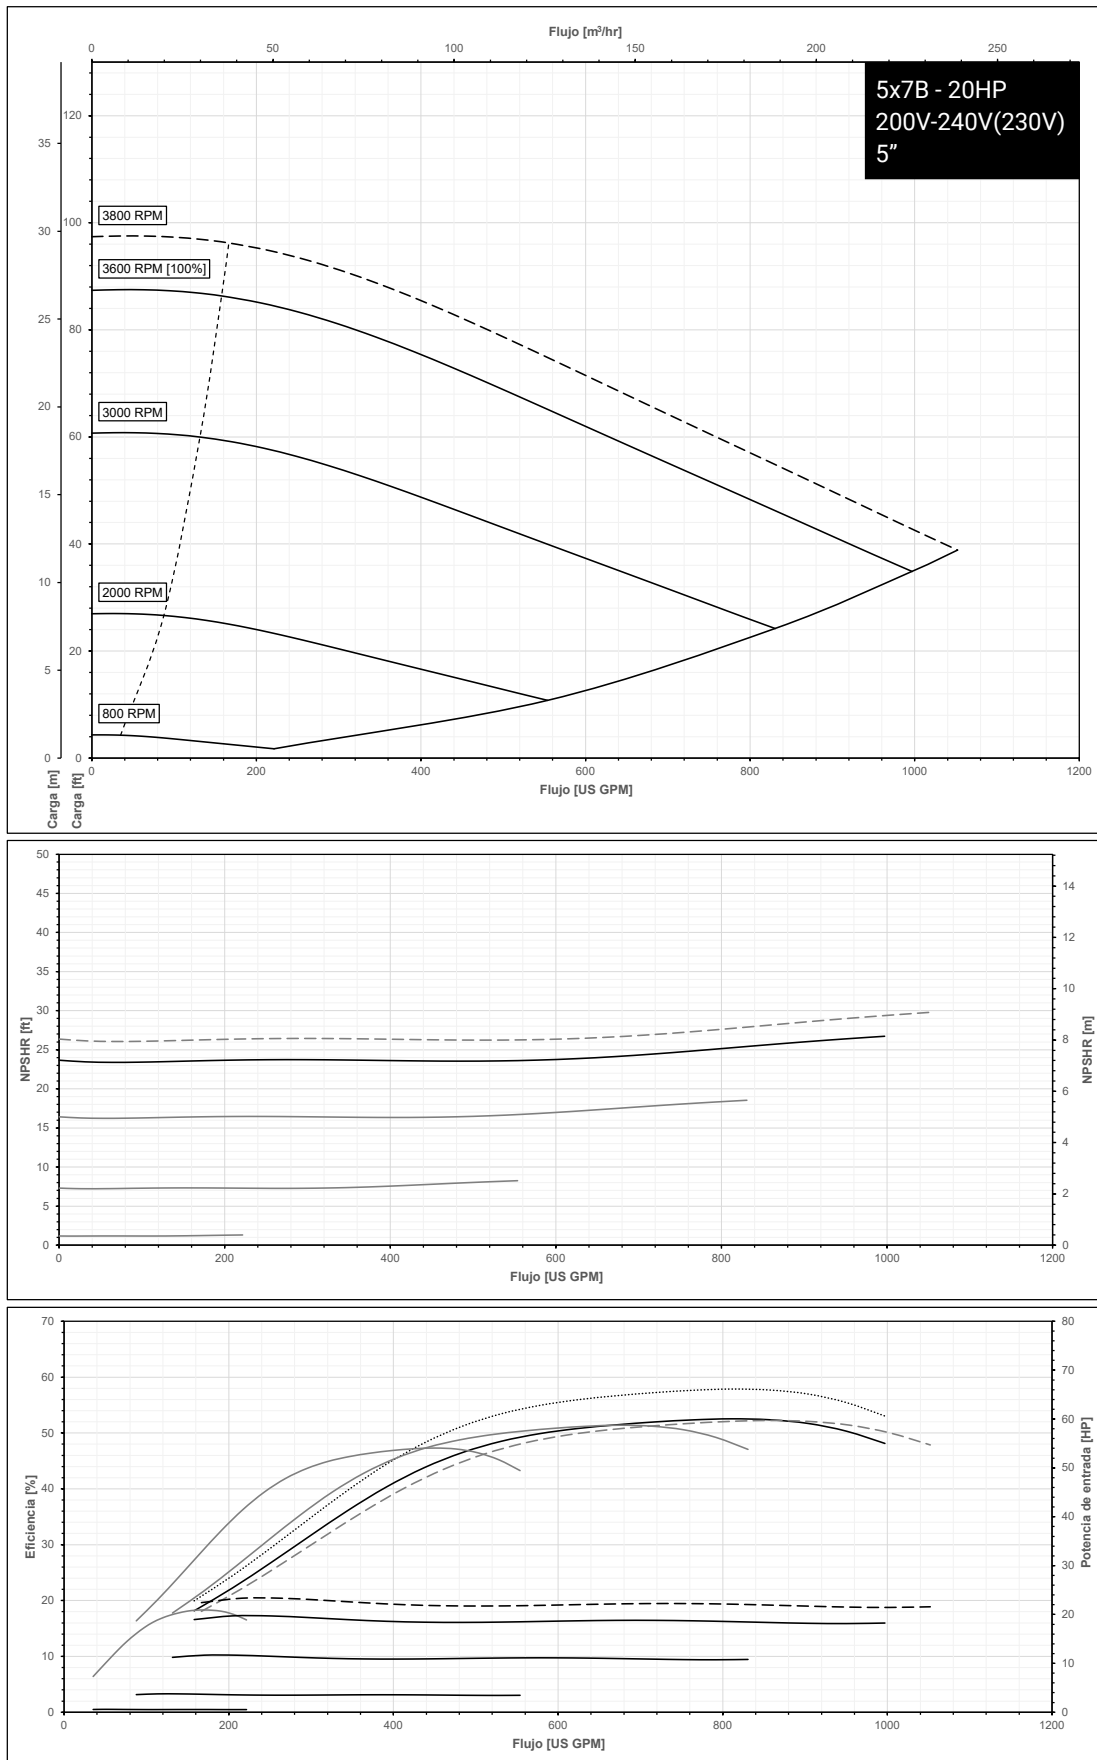 Flujo [m³/hr]
0 50 100 150 200 250
5x7B - 20HP
200V-240V(230V)
5”
120
35
3800 RPM
100
30
3600 RPM [100%]
25
80
20
3000 RPM
60
15
40
10
2000 RPM
20
5
800 RPM
0 0
0 200 400 600 800 1000 1200
Flujo [US GPM]
Carga [m]
Carga [ft]
50
45
40
35
30
25
20
15
10
5
0
NPSHR [ft]
14
12
10
8
6
4
2
0
NPSHR [m]
0 200 400 600 800 1000 1200
Flujo [US GPM]
70
60
50
40
30
20
10
0
Eficiencia [%]
80
70
60
50
40
30
20
10
0
Potencia de entrada [HP]
0 200 400 600 800 1000 1200
Flujo [US GPM]